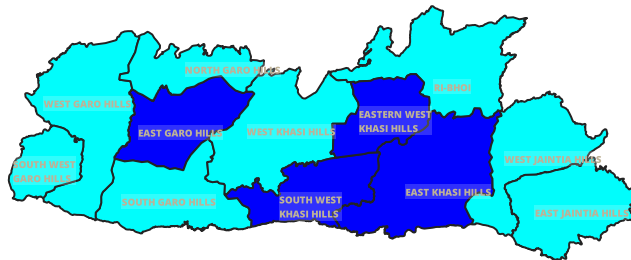 NORTH GARO HILLS
RI-BHOI
WEST GARO HILLS
EASTERN WEST
KHASI HILLS
EAST GARO HILLS
WEST KHASI HILLS
WEST JAINTIA HILLS
SOUTH WEST
GARO HILLS
EAST KHASI HILLS
SOUTH GARO HILLS
SOUTH WEST
KHASI HILLS
EAST JAINTIA HILLS